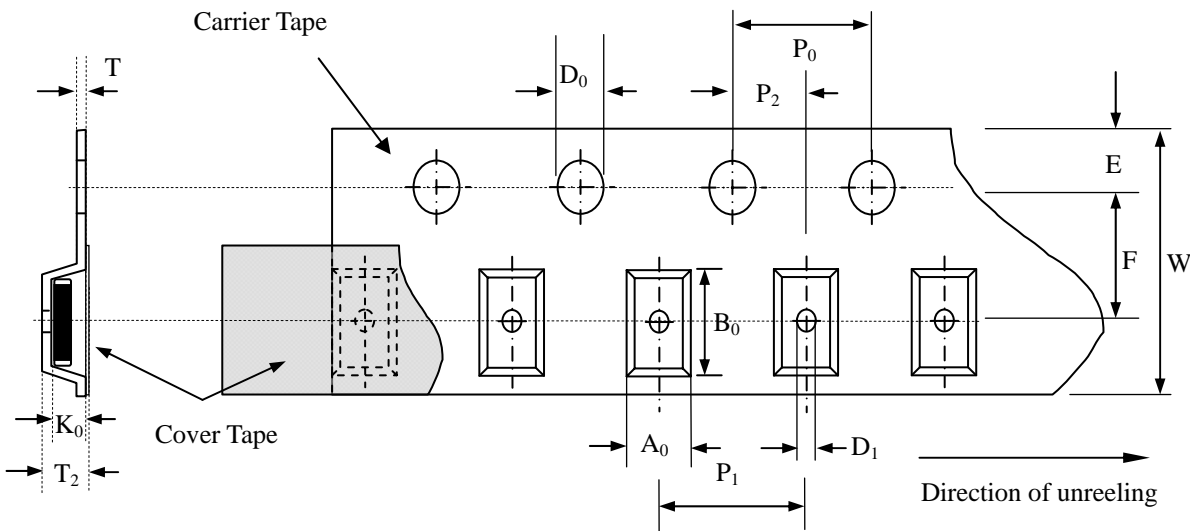 Carrier Tape
P₀
T
D₀
P₂
E
F
W
B₀
K₀
Cover Tape
A₀
D₁
T₂
P₁
Direction of unreeling